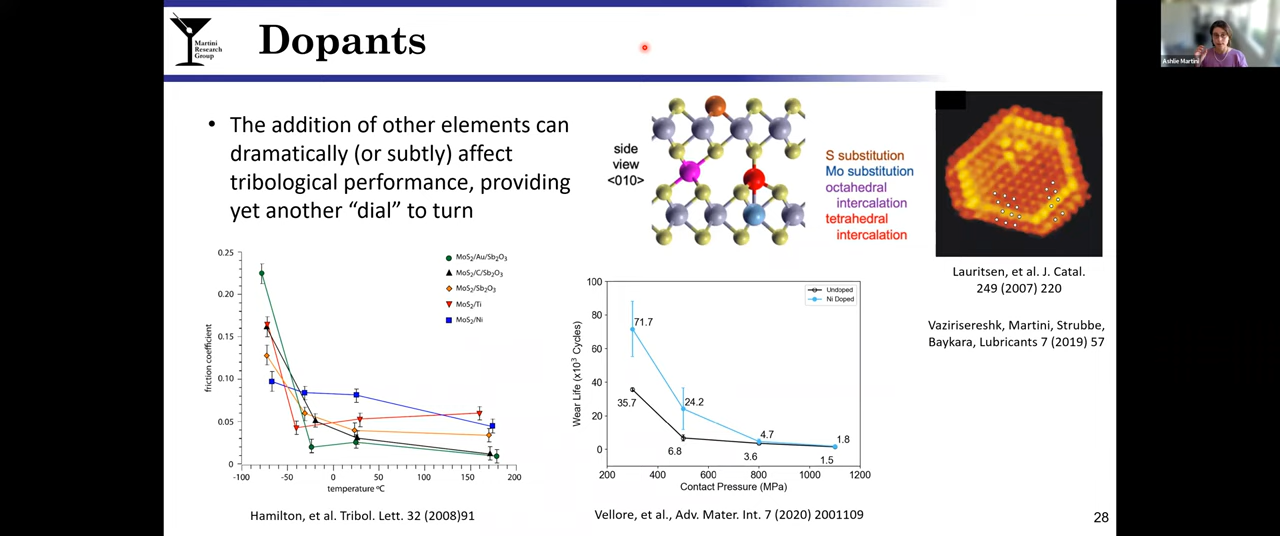 Martini
Research
Group
Dopants
Ashlie Martini
• The addition of other elements can
dramatically (or subtly) affect
tribological performance, providing
yet another “dial” to turn
side
view
<010>
S substitution
Mo substitution
octahedral
intercalation
tetrahedral
intercalation
Lauritsen, et al. J. Catal.
249 (2007) 220
Vazirisereshk, Martini, Strubbe,
Baykara, Lubricants 7 (2019) 57
0.25
0.20
0.15
0.10
0.05
0
friction coefficient
-100
-50
0
50
100
150
200
temperature ºC
MoS₂/Au/Sb₂O₃
MoS₂/C/Sb₂O₃
MoS₂/Sb₂O₃
MoS₂/Ti
MoS₂/Ni
Hamilton, et al. Tribol. Lett. 32 (2008)91
100
80
60
40
20
0
Wear Life (x10³ Cycles)
Undoped
Ni Doped
71.7
35.7
24.2
6.8
4.7
3.6
1.8
1.5
200
400
600
800
1000
1200
Contact Pressure (MPa)
Vellore, et al., Adv. Mater. Int. 7 (2020) 2001109
28